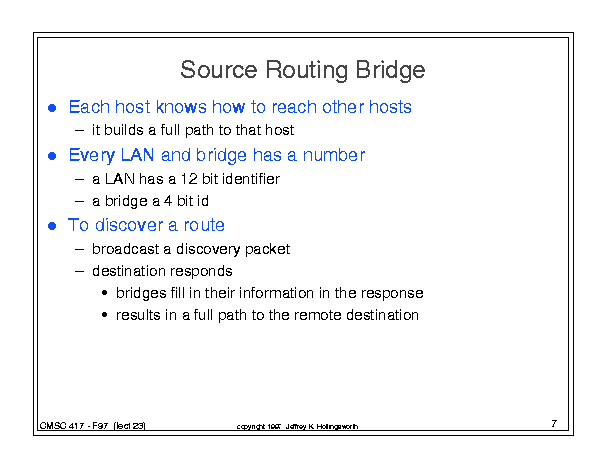 Source Routing Bridge
● Each host knows how to reach other hosts
– it builds a full path to that host
● Every LAN and bridge has a number
– a LAN has a 12 bit identifier
– a bridge a 4 bit id
● To discover a route
– broadcast a discovery packet
– destination responds
• bridges fill in their information in the response
• results in a full path to the remote destination
CMSC 417 - F97 (lect 23)
copyright 1997 Jeffrey K. Hollingsworth
7